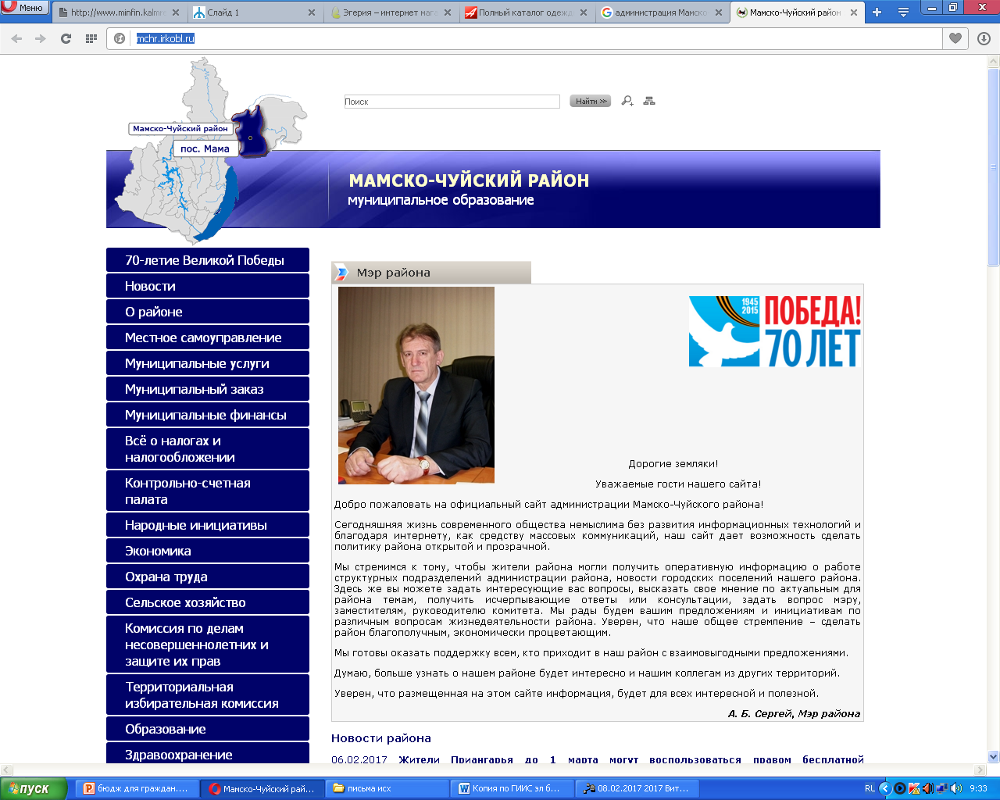 Меню
http://www.minfin.kalmre
Слайд 1
Эгерия – интернет мага
Полный каталог одежд
администрация Мамско-
Мамско-Чуйский район
mchr.irkobl.ru
Поиск
Найти >>
Мамско-Чуйский район
пос. Мама
МАМСКО-ЧУЙСКИЙ РАЙОН
муниципальное образование
70-летие Великой Победы
Новости
О районе
Местное самоуправление
Муниципальные услуги
Муниципальный заказ
Муниципальные финансы
Всё о налогах и
налогообложении
Контрольно-счетная
палата
Народные инициативы
Экономика
Охрана труда
Сельское хозяйство
Комиссия по делам
несовершеннолетних и
защите их прав
Территориальная
избирательная комиссия
Образование
Здравоохранение
Мэр района
1945
2015
ПОБЕДА!
70 ЛЕТ
Дорогие земляки!
Уважаемые гости нашего сайта!
Добро пожаловать на официальный сайт администрации Мамско-Чуйского района!
Сегодняшняя жизнь современного общества немыслима без развития информационных технологий и
благодаря интернету, как средству массовых коммуникаций, наш сайт дает возможность сделать
политику района открытой и прозрачной.
Мы стремимся к тому, чтобы жители района могли получить оперативную информацию о работе
структурных подразделений администрации района, новости городских поселений нашего района.
Здесь же вы можете задать интересующие вас вопросы, высказать свое мнение по актуальным для
района темам, получить исчерпывающие ответы или консультации, задать вопрос мэру,
заместителям, руководителю комитета. Мы рады будем вашим предложениям и инициативам по
различным вопросам жизнедеятельности района. Уверен, что наше общее стремление – сделать
район благополучным, экономически процветающим.
Мы готовы оказать поддержку всем, кто приходит в наш район с взаимовыгодными предложениями.
Думаю, больше узнать о нашем районе будет интересно и нашим коллегам из других территорий.
Уверен, что размещенная на этом сайте информация, будет для всех интересной и полезной.
А. Б. Сергей, Мэр района
Новости района
06.02.2017 Жители Приангарья до 1 марта могут воспользоваться правом бесплатной
пуск
бюдж для граждан....
Мамско-Чуйский рай...
письма исх
Копия по ГИИС эл б...
08.02.2017 2017 Вит...
RL
9:33